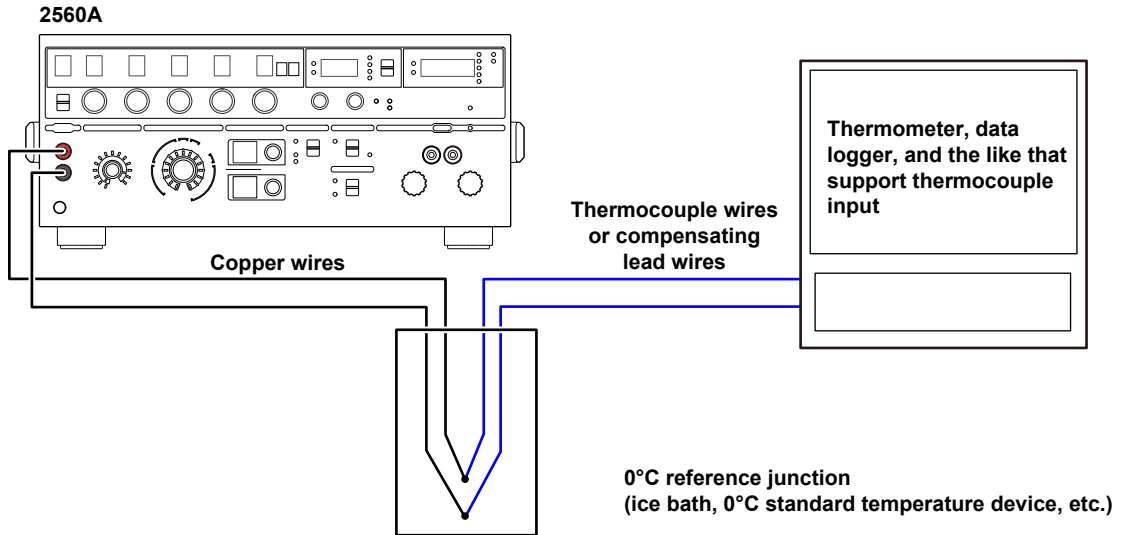 2560A
Thermometer, data
logger, and the like that
support thermocouple
input
Thermocouple wires
or compensating
lead wires
Copper wires
0°C reference junction
(ice bath, 0°C standard temperature device, etc.)